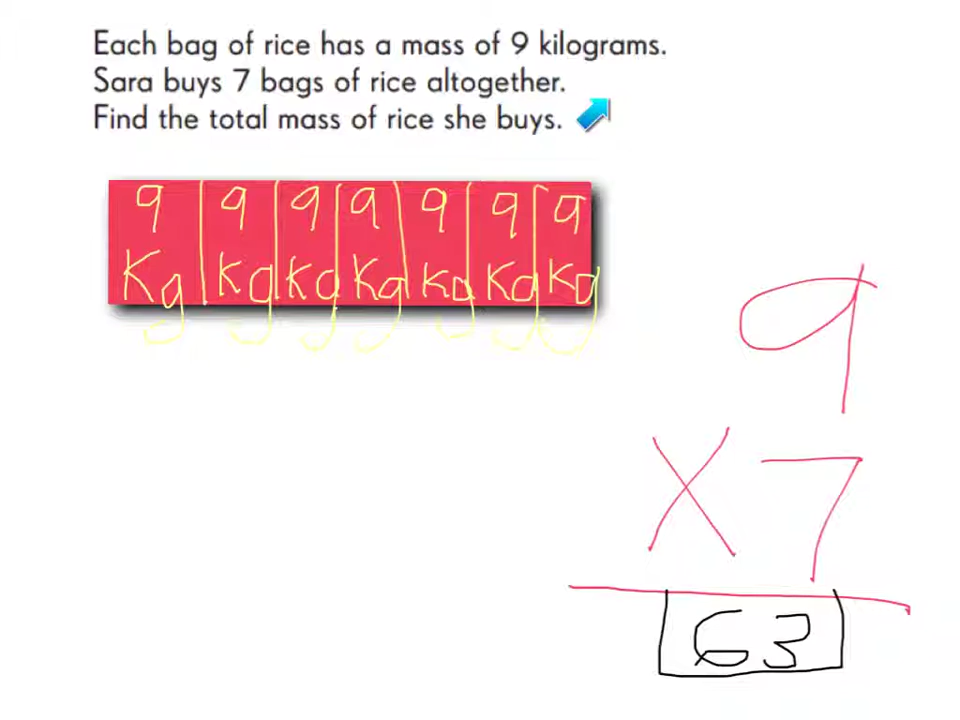 Each bag of rice has a mass of 9 kilograms.
Sara buys 7 bags of rice altogether.
Find the total mass of rice she buys.
9 9 9 9 9 9 9
Kg Kg Kg Kg Kg Kg Kg
9
X 7
63